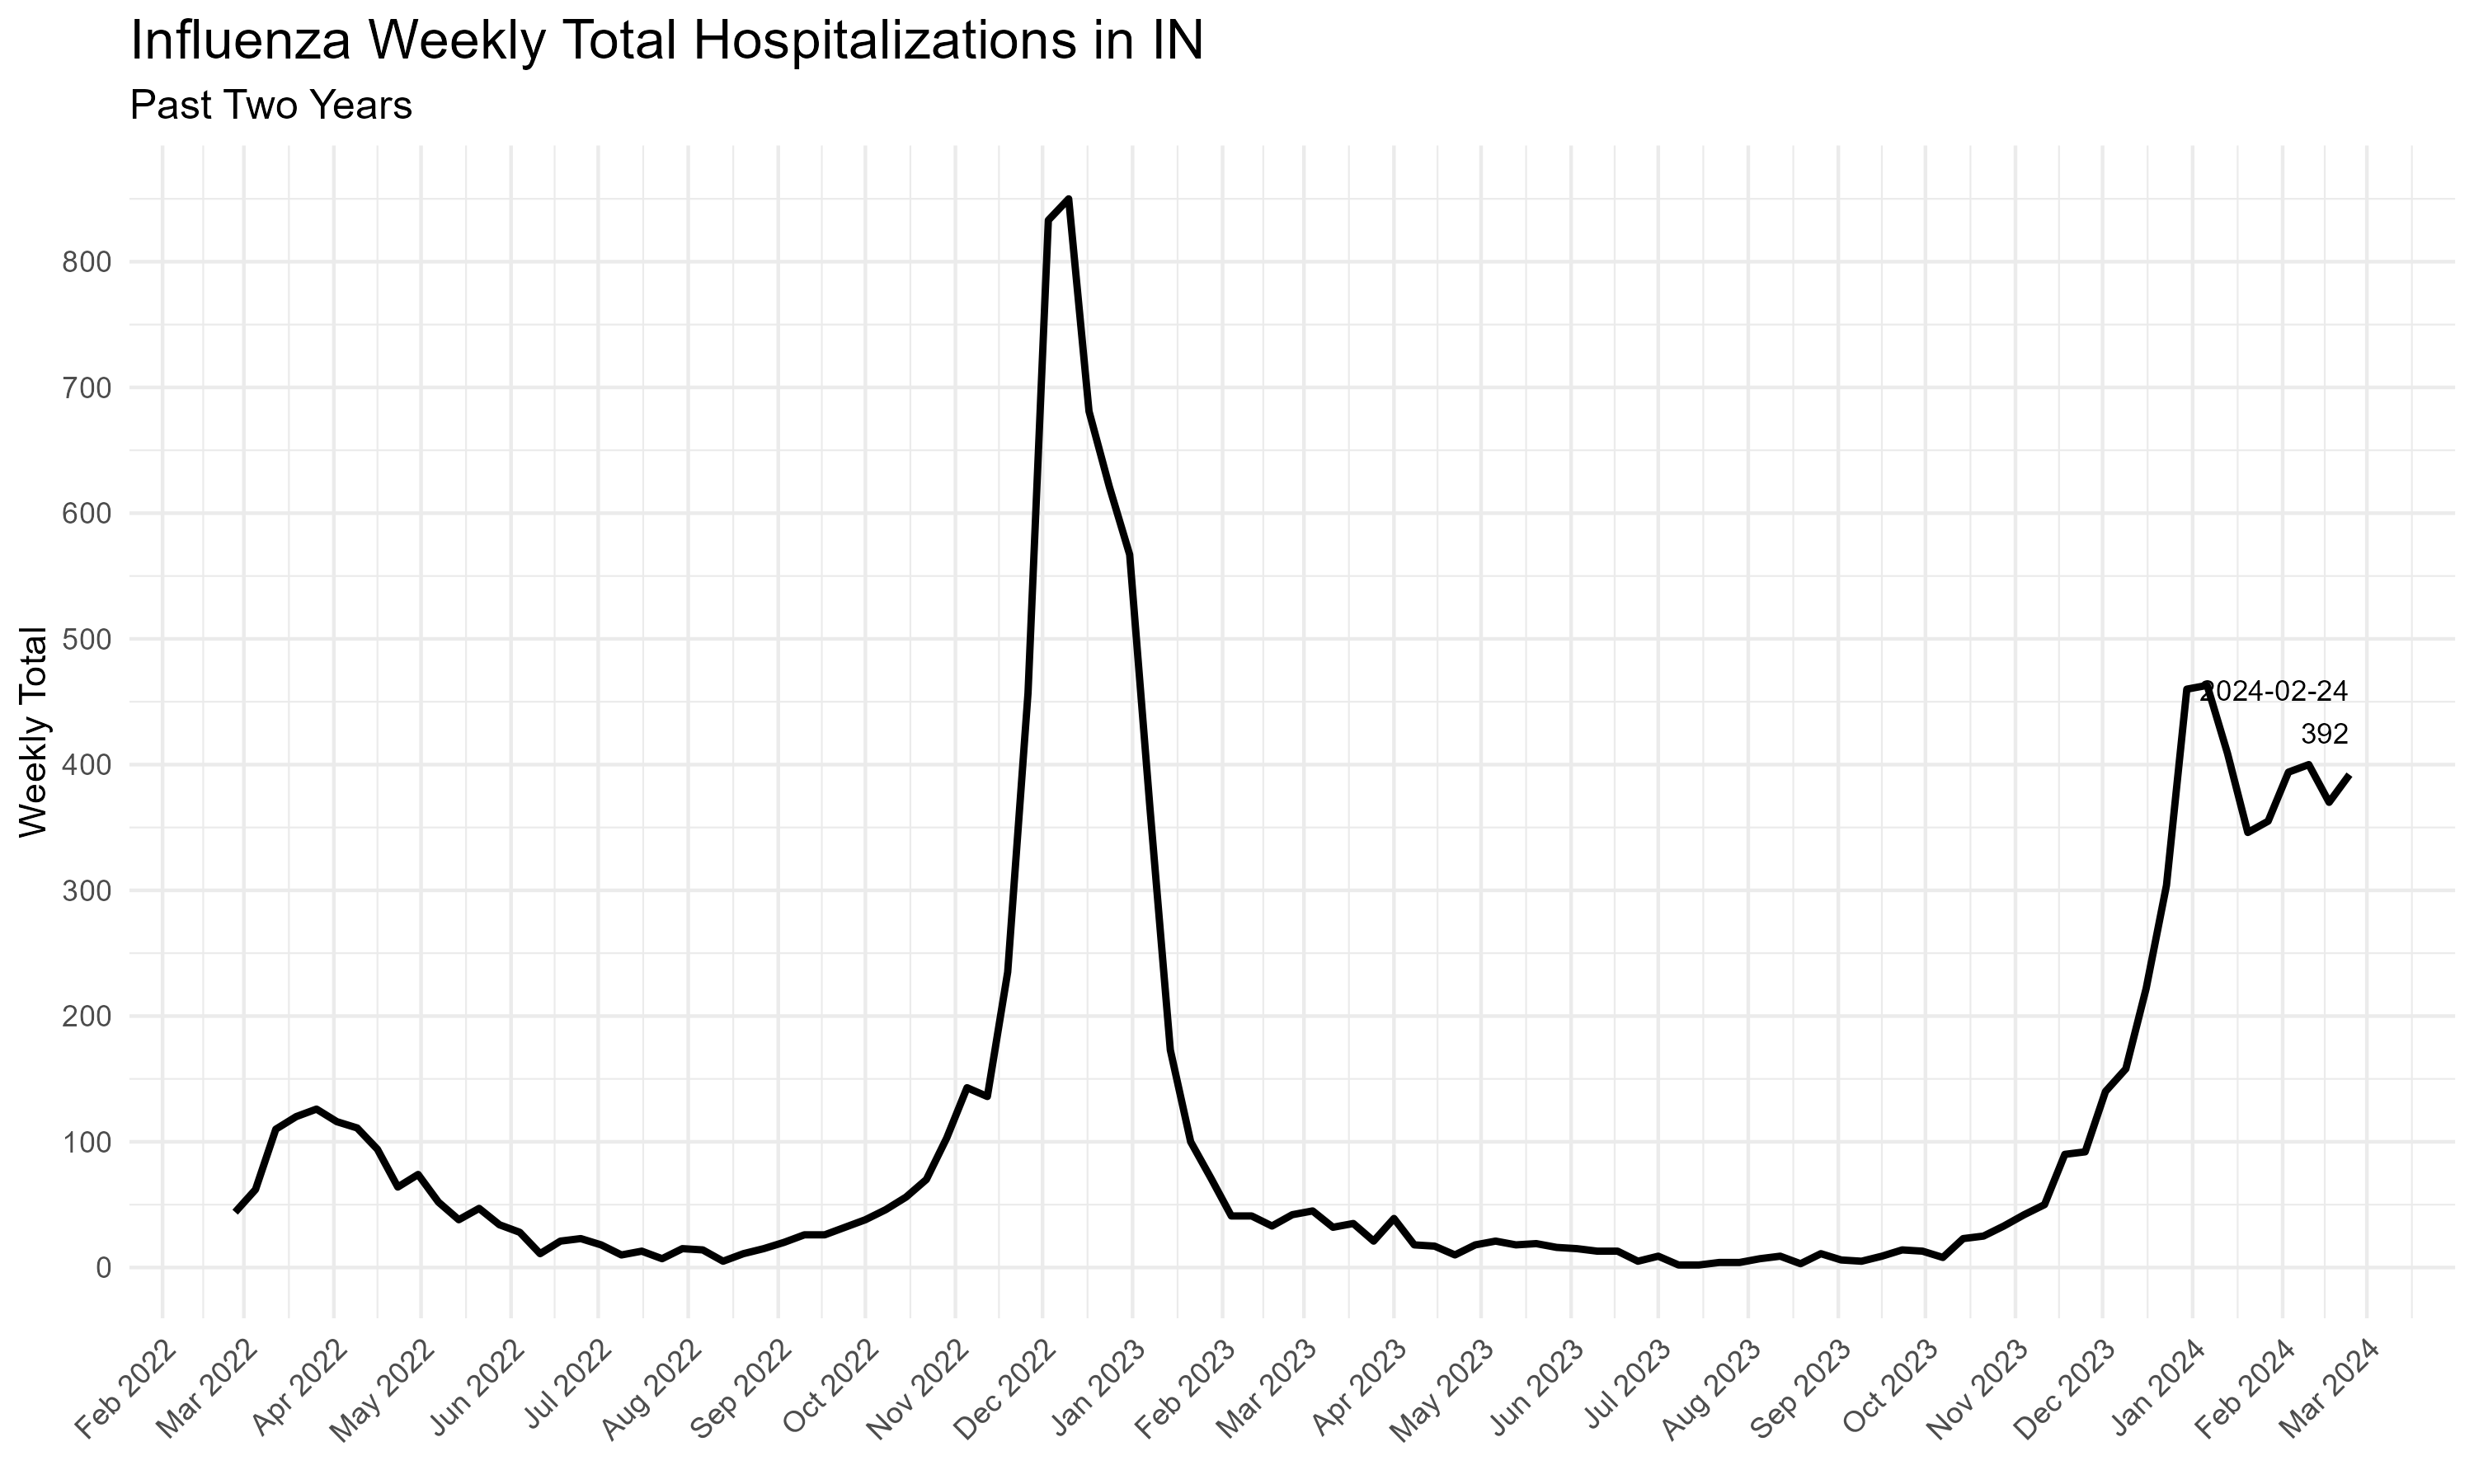 Influenza Weekly Total Hospitalizations in IN
Past Two Years
Weekly Total
800
700
600
500
400
300
200
100
0
2024-02-24
392
Feb 2022
Mar 2022
Apr 2022
May 2022
Jun 2022
Jul 2022
Aug 2022
Sep 2022
Oct 2022
Nov 2022
Dec 2022
Jan 2023
Feb 2023
Mar 2023
Apr 2023
May 2023
Jun 2023
Jul 2023
Aug 2023
Sep 2023
Oct 2023
Nov 2023
Dec 2023
Jan 2024
Feb 2024
Mar 2024